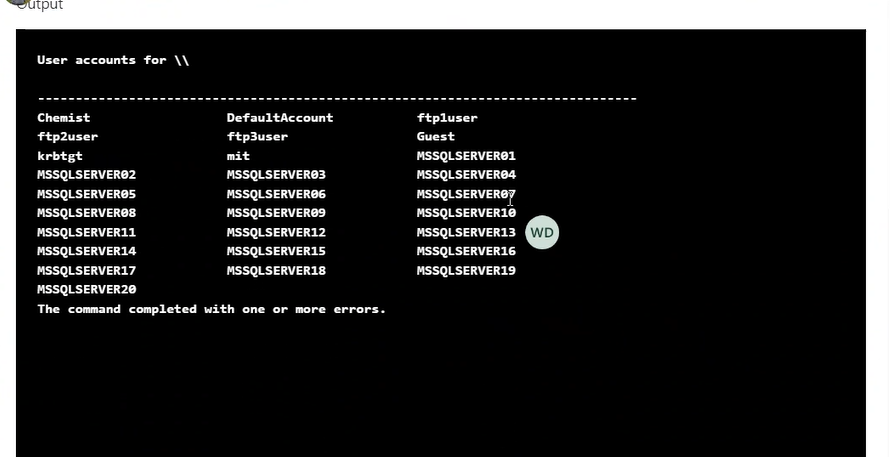 Output
User accounts for \\
-------------------------------------------------------------------------------
Chemist DefaultAccount ftp1user
ftp2user ftp3user Guest
krbtgt mit MSSQLSERVER01
MSSQLSERVER02 MSSQLSERVER03 MSSQLSERVER04
MSSQLSERVER05 MSSQLSERVER06 MSSQLSERVER07
MSSQLSERVER08 MSSQLSERVER09 MSSQLSERVER10
MSSQLSERVER11 MSSQLSERVER12 MSSQLSERVER13
WD
MSSQLSERVER14 MSSQLSERVER15 MSSQLSERVER16
MSSQLSERVER17 MSSQLSERVER18 MSSQLSERVER19
MSSQLSERVER20
The command completed with one or more errors.